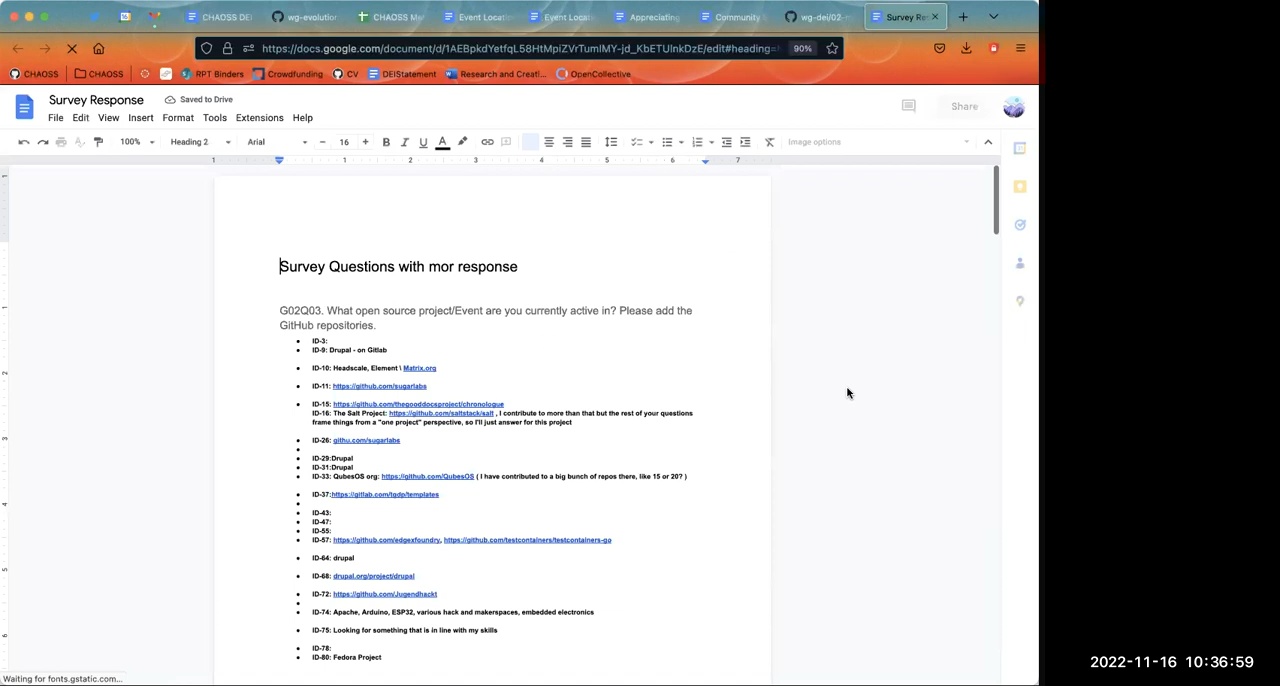 CHAOSS DEI
wg-evolution
CHAOSS Me
Event Locati
Event Locati
Appreciating
Community
wg-dei/02-m
Survey Res
https://docs.google.com/document/d/1AEBpkdYetfqL58HtMpiZVrTumIMY-jd_KbETUInkDzE/edit#heading=
90%
CHAOSS
CHAOSS
RPT Binders
Crowdfunding
CV
DEIStatement
Research and Creati...
OpenCollective
Survey Response
Saved to Drive
Share
File Edit View Insert Format Tools Extensions Help
100% Heading 2 Arial 16 B I U A Image options
1 1 2 3 4 5 6 7
Survey Questions with mor response
G02Q03. What open source project/Event are you currently active in? Please add the
GitHub repositories.
ID-3:
ID-9: Drupal - on Gitlab
ID-10: Headscale, Element \ Matrix.org
ID-11: https://github.com/sugarlabs
ID-15: https://github.com/thegooddocsproject/chronologue
ID-16: The Salt Project: https://github.com/saltstack/salt , I contribute to more than that but the rest of your questions
frame things from a "one project" perspective, so I'll just answer for this project
ID-26: githu.com/sugarlabs
ID-29:Drupal
ID-31:Drupal
ID-33: QubesOS org: https://github.com/QubesOS ( I have contributed to a big bunch of repos there, like 15 or 20? )
ID-37:https://gitlab.com/tgdp/templates
ID-43:
ID-47:
ID-55:
ID-57: https://github.com/edgexfoundry, https://github.com/testcontainers/testcontainers-go
ID-64: drupal
ID-68: drupal.org/project/drupal
ID-72: https://github.com/Jugendhackt
ID-74: Apache, Arduino, ESP32, various hack and makerspaces, embedded electronics
ID-75: Looking for something that is in line with my skills
ID-78:
ID-80: Fedora Project
Waiting for fonts.gstatic.com...
2022-11-16 10:36:59